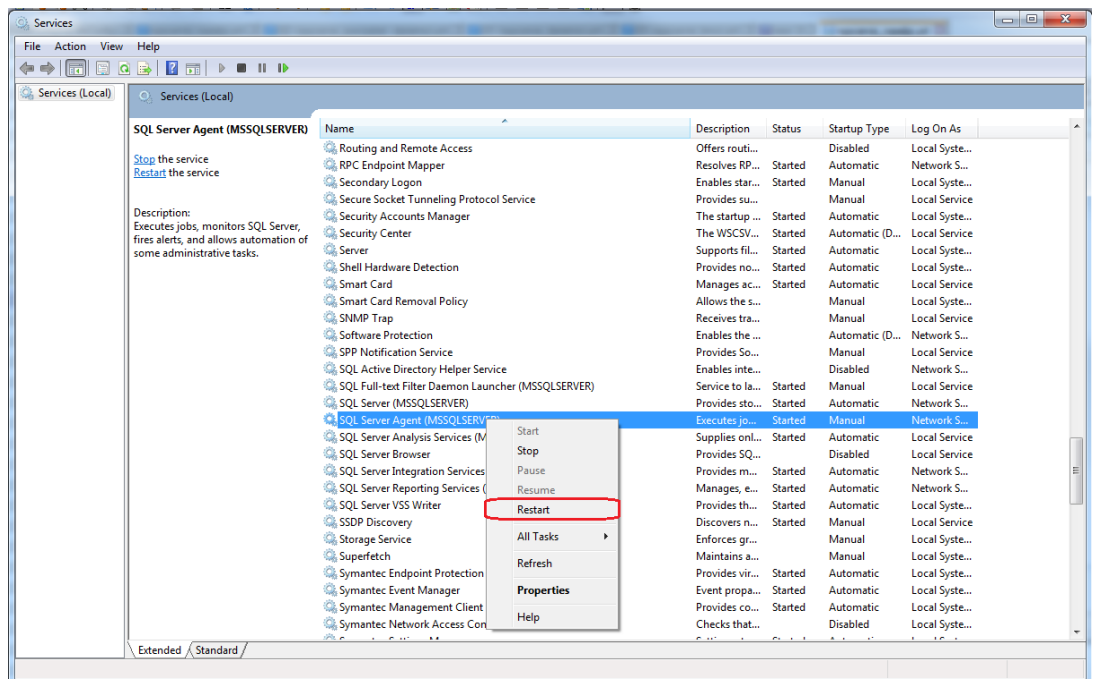 Services
File Action View Help
Services (Local)
Services (Local)
SQL Server Agent (MSSQLSERVER)
Stop the service
Restart the service
Description:
Executes jobs, monitors SQL Server,
fires alerts, and allows automation of
some administrative tasks.
Name Description Status Startup Type Log On As
Routing and Remote Access Offers routi... Disabled Local Syste...
RPC Endpoint Mapper Resolves RP... Started Automatic Network S...
Secondary Logon Enables star... Started Manual Local Syste...
Secure Socket Tunneling Protocol Service Provides su... Manual Local Service
Security Accounts Manager The startup ... Started Automatic Local Syste...
Security Center The WSCSV... Started Automatic (D... Local Service
Server Supports fil... Started Automatic Local Syste...
Shell Hardware Detection Provides no... Started Automatic Local Syste...
Smart Card Manages ac... Started Automatic Local Service
Smart Card Removal Policy Allows the s... Manual Local Syste...
SNMP Trap Receives tra... Manual Local Service
Software Protection Enables the ... Automatic (D... Network S...
SPP Notification Service Provides So... Manual Local Service
SQL Active Directory Helper Service Enables inte... Disabled Network S...
SQL Full-text Filter Daemon Launcher (MSSQLSERVER) Service to la... Started Manual Local Service
SQL Server (MSSQLSERVER) Provides sto... Started Automatic Network S...
SQL Server Agent (MSSQLSERVER) Executes jo... Started Manual Network S...
SQL Server Analysis Services (M Supplies onl... Started Automatic Local Service
SQL Server Browser Provides SQ... Disabled Local Service
SQL Server Integration Services Provides m... Started Automatic Network S...
SQL Server Reporting Services ( Manages, e... Started Automatic Network S...
SQL Server VSS Writer Provides th... Started Automatic Local Syste...
SSDP Discovery Discovers n... Started Manual Local Service
Storage Service Enforces gr... Manual Local Syste...
Superfetch Maintains a... Manual Local Syste...
Symantec Endpoint Protection Provides vir... Started Automatic Local Syste...
Symantec Event Manager Event propa... Started Automatic Local Syste...
Symantec Management Client Provides co... Started Automatic Local Syste...
Symantec Network Access Con Checks that... Disabled Local Syste...
Start
Stop
Pause
Resume
Restart
All Tasks
Refresh
Properties
Help
Extended Standard